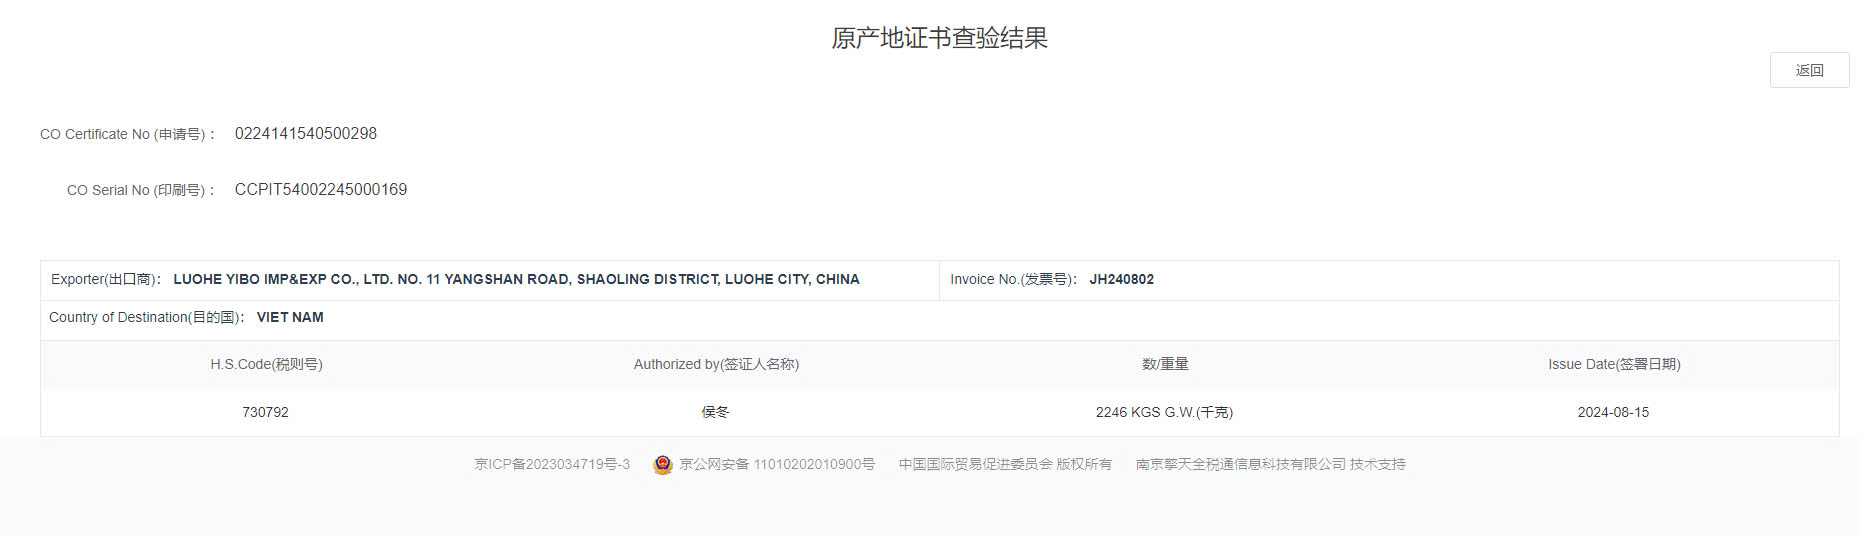 原产地证书查验结果
返回
CO Certificate No (申请号)： 0224141540500298
CO Serial No (印刷号)： CCPIT54002245000169
Exporter(出口商)： LUOHE YIBO IMP&EXP CO., LTD. NO. 11 YANGSHAN ROAD, SHAOLING DISTRICT, LUOHE CITY, CHINA Invoice No.(发票号)： JH240802
Country of Destination(目的国)： VIET NAM
H.S.Code(税则号) Authorized by(签证人名称) 数/重量 Issue Date(签署日期)
730792 侯冬 2246 KGS G.W.(千克) 2024-08-15
京ICP备2023034719号-3 京公网安备 11010202010900号 中国国际贸易促进委员会 版权所有 南京擎天全税通信息科技有限公司 技术支持